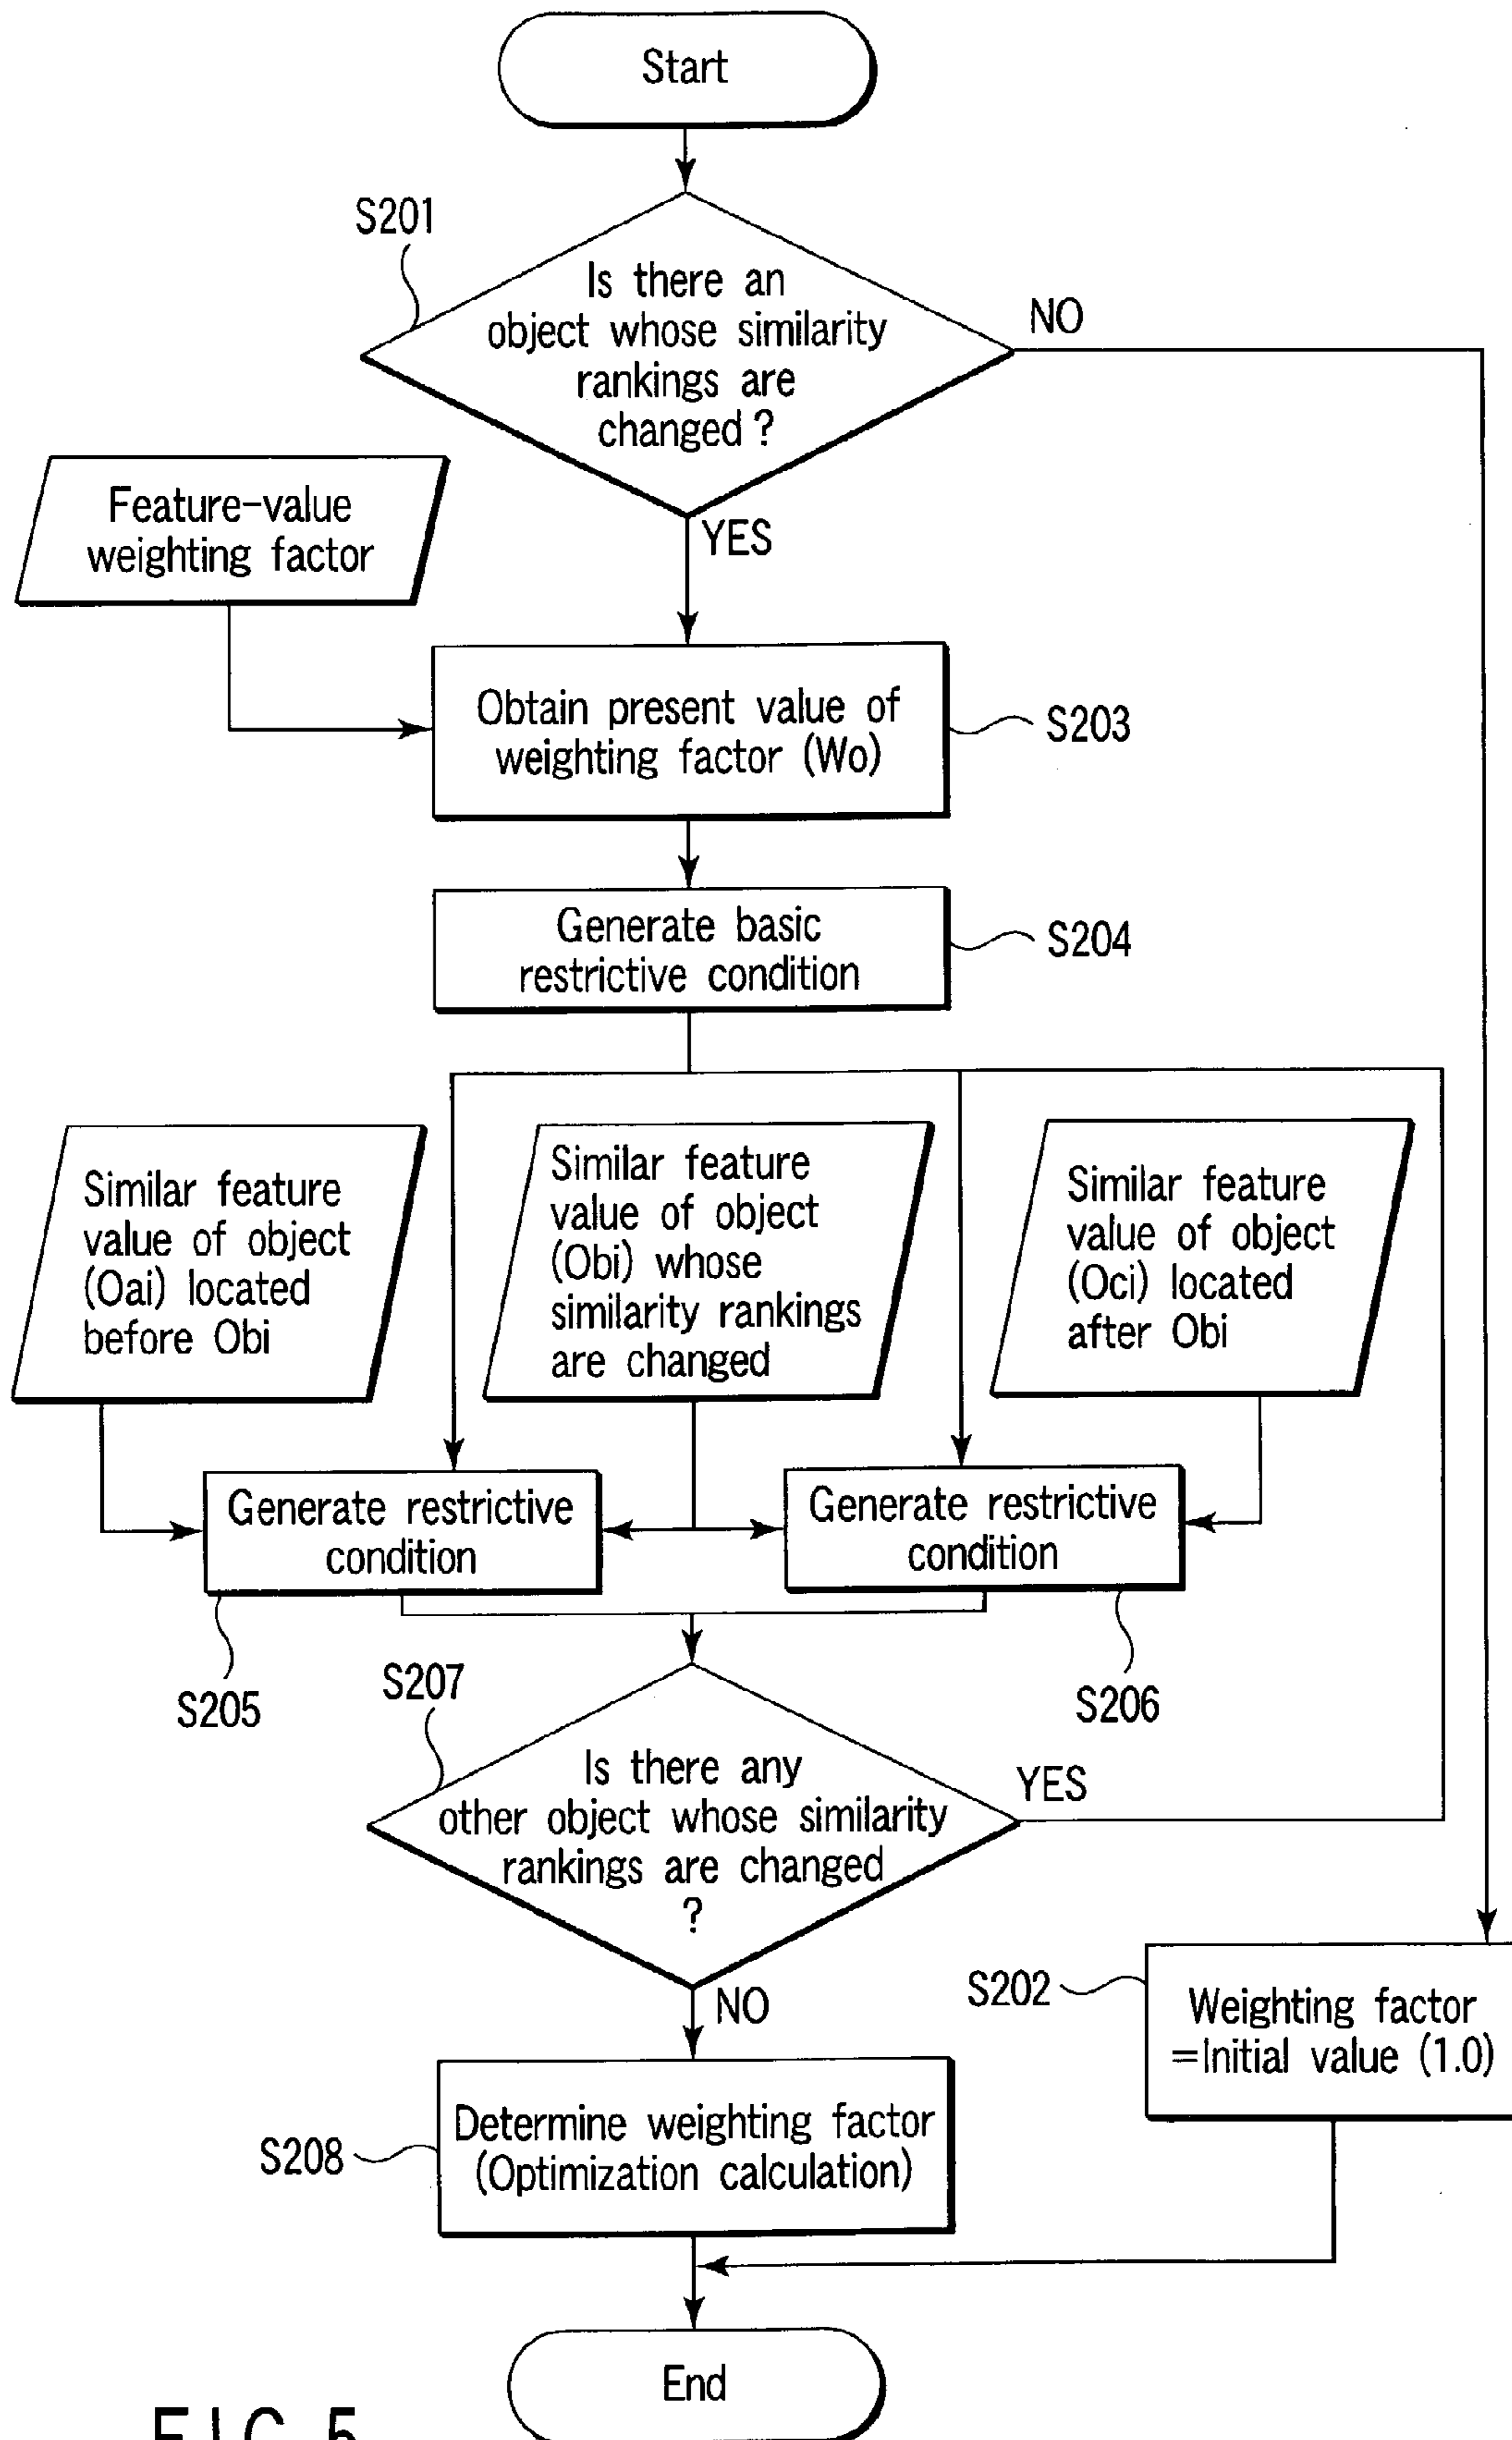 Start
S201
Is there an
object whose similarity
rankings are
changed ?
NO
Feature-value
weighting factor
YES
Obtain present value of
weighting factor (Wo)
S203
Generate basic
restrictive condition
S204
Similar feature
value of object
(Oai) located
before Obi
Similar feature
value of object
(Obi) whose
similarity rankings
are changed
Similar feature
value of object
(Oci) located
after Obi
Generate restrictive
condition
Generate restrictive
condition
S205
S206
S207
Is there any
other object whose similarity
rankings are changed
?
YES
NO
S202
Weighting factor
=Initial value (1.0)
S208
Determine weighting factor
(Optimization calculation)
End
FIG. 5